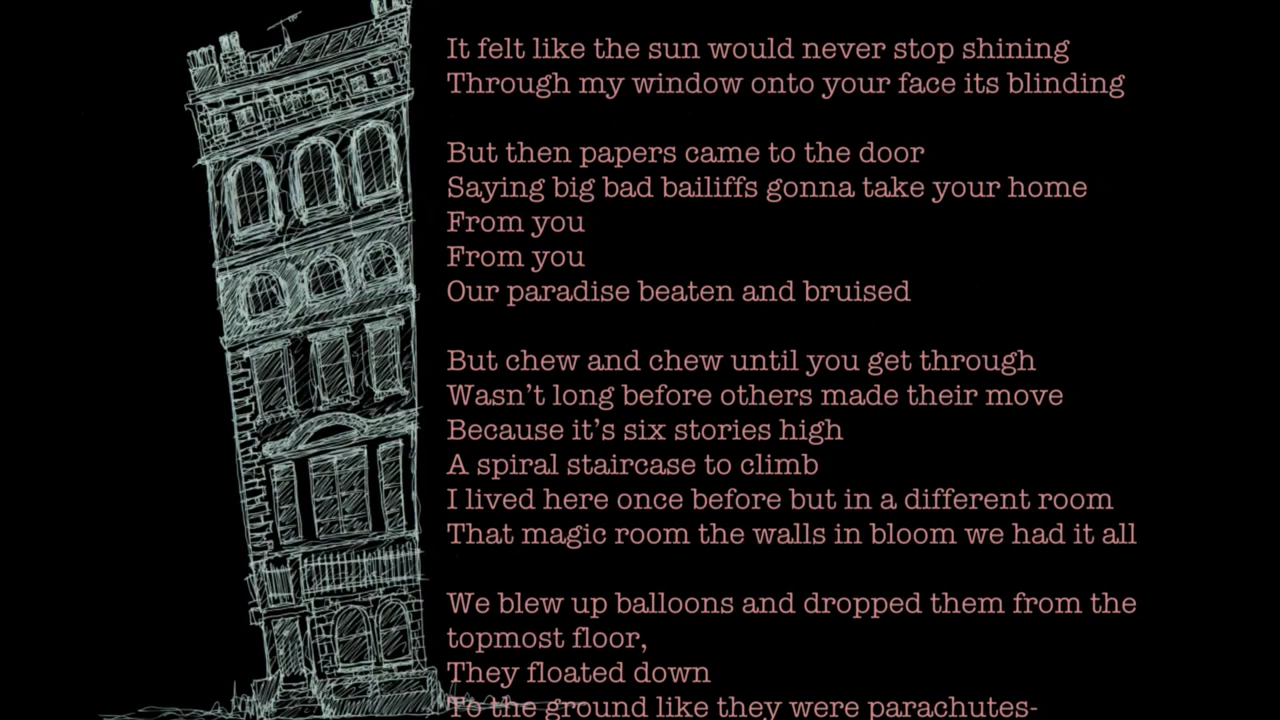 It felt like the sun would never stop shining
Through my window onto your face its blinding
But then papers came to the door
Saying big bad bailiffs gonna take your home
From you
From you
Our paradise beaten and bruised
But chew and chew until you get through
Wasn’t long before others made their move
Because it’s six stories high
A spiral staircase to climb
I lived here once before but in a different room
That magic room the walls in bloom we had it all
We blew up balloons and dropped them from the
topmost floor,
They floated down
To the ground like they were parachutes-